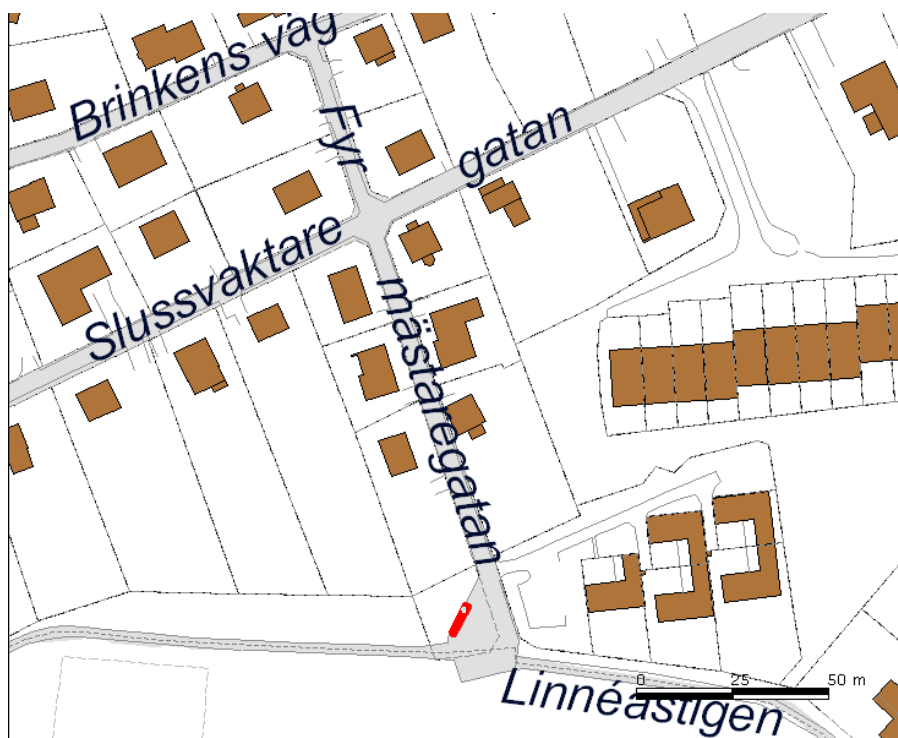 Brinkens väg
Fyr
gatan
Slussvaktare
mästaregatan
0 25 50 m
Linnéastigen